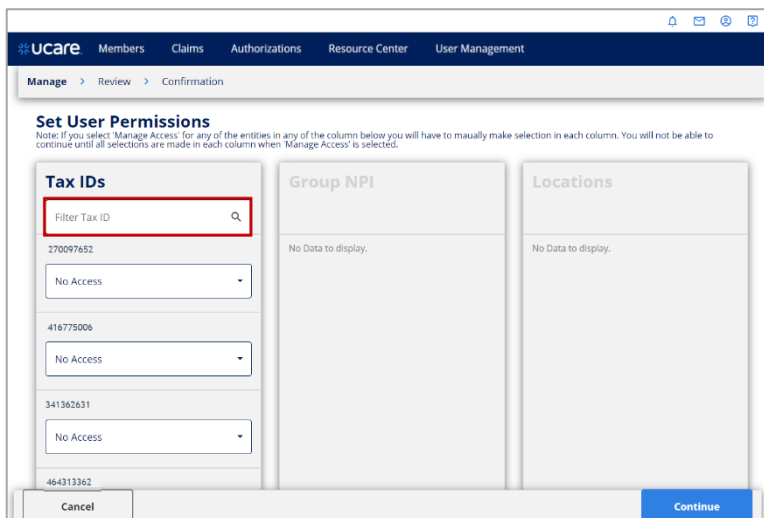 ucare. Members Claims Authorizations Resource Center User Management
Manage > Review > Confirmation
Set User Permissions
Note: If you select 'Manage Access' for any of the entities in any of the column below you will have to maually make selection in each column. You will not be able to
continue until all selections are made in each column when 'Manage Access' is selected.
Tax IDs
Filter Tax ID
270097652
No Access
416775006
No Access
341362631
No Access
464313362
Group NPI
No Data to display.
Locations
No Data to display.
Cancel
Continue